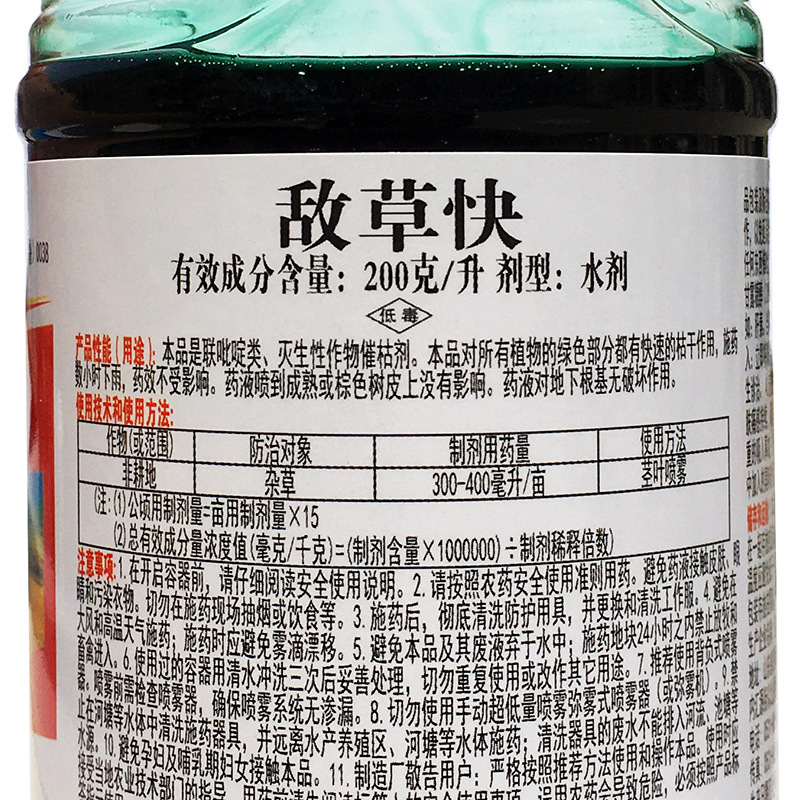 敌草快
有效成分含量：200克/升 剂型：水剂
低毒
产品性能(用途)：本品是联吡啶类、灭生性作物催枯剂。本品对所有植物的绿色部分都有快速的枯干作用，施药
数小时下雨，药效不受影响。药液喷到成熟或棕色树皮上没有影响。药液对地下根基无破坏作用。
使用技术和使用方法:
作物(或范围) 防治对象 制剂用药量 使用方法
非耕地 杂草 300-400毫升/亩 茎叶喷雾
(注:(1)公顷用制剂量=亩用制剂量×15
(2)总有效成分量浓度值(毫克/千克)=(制剂含量×1000000)÷制剂稀释倍数)
注意事项:1.在开启容器前，请仔细阅读安全使用说明。2.请按照农药安全使用准则用药。避免药液接触皮肤、眼
睛和污染衣物。切勿在施药现场抽烟或饮食等。3.施药后，彻底清洗防护用具，并更换和清洗工作服。4.避免在
大风和高温天气施药；施药时应避免雾滴漂移。5.避免本品及其废液弃于水中；施药地块24小时之内禁止放牧和
畜禽进入。6.使用过的容器用清水冲洗三次后妥善处理，切勿重复使用或改作其它用途。7.推荐使用背负式喷雾
器。喷雾前需检查喷雾器，确保喷雾系统无渗漏。8.切勿使用手动超低量喷雾弥雾式喷雾器（或弥雾机）。9.禁
止在河塘等水体中清洗施药器具，并远离水产养殖区、河塘等水体施药；清洗器具的废水不能排入河流、池塘等
水源。10.避免孕妇及哺乳期妇女接触本品。11.制造厂敬告用户：严格按照推荐方法使用和操作本品。使用时应
接受当地农业技术部门的指导
0038